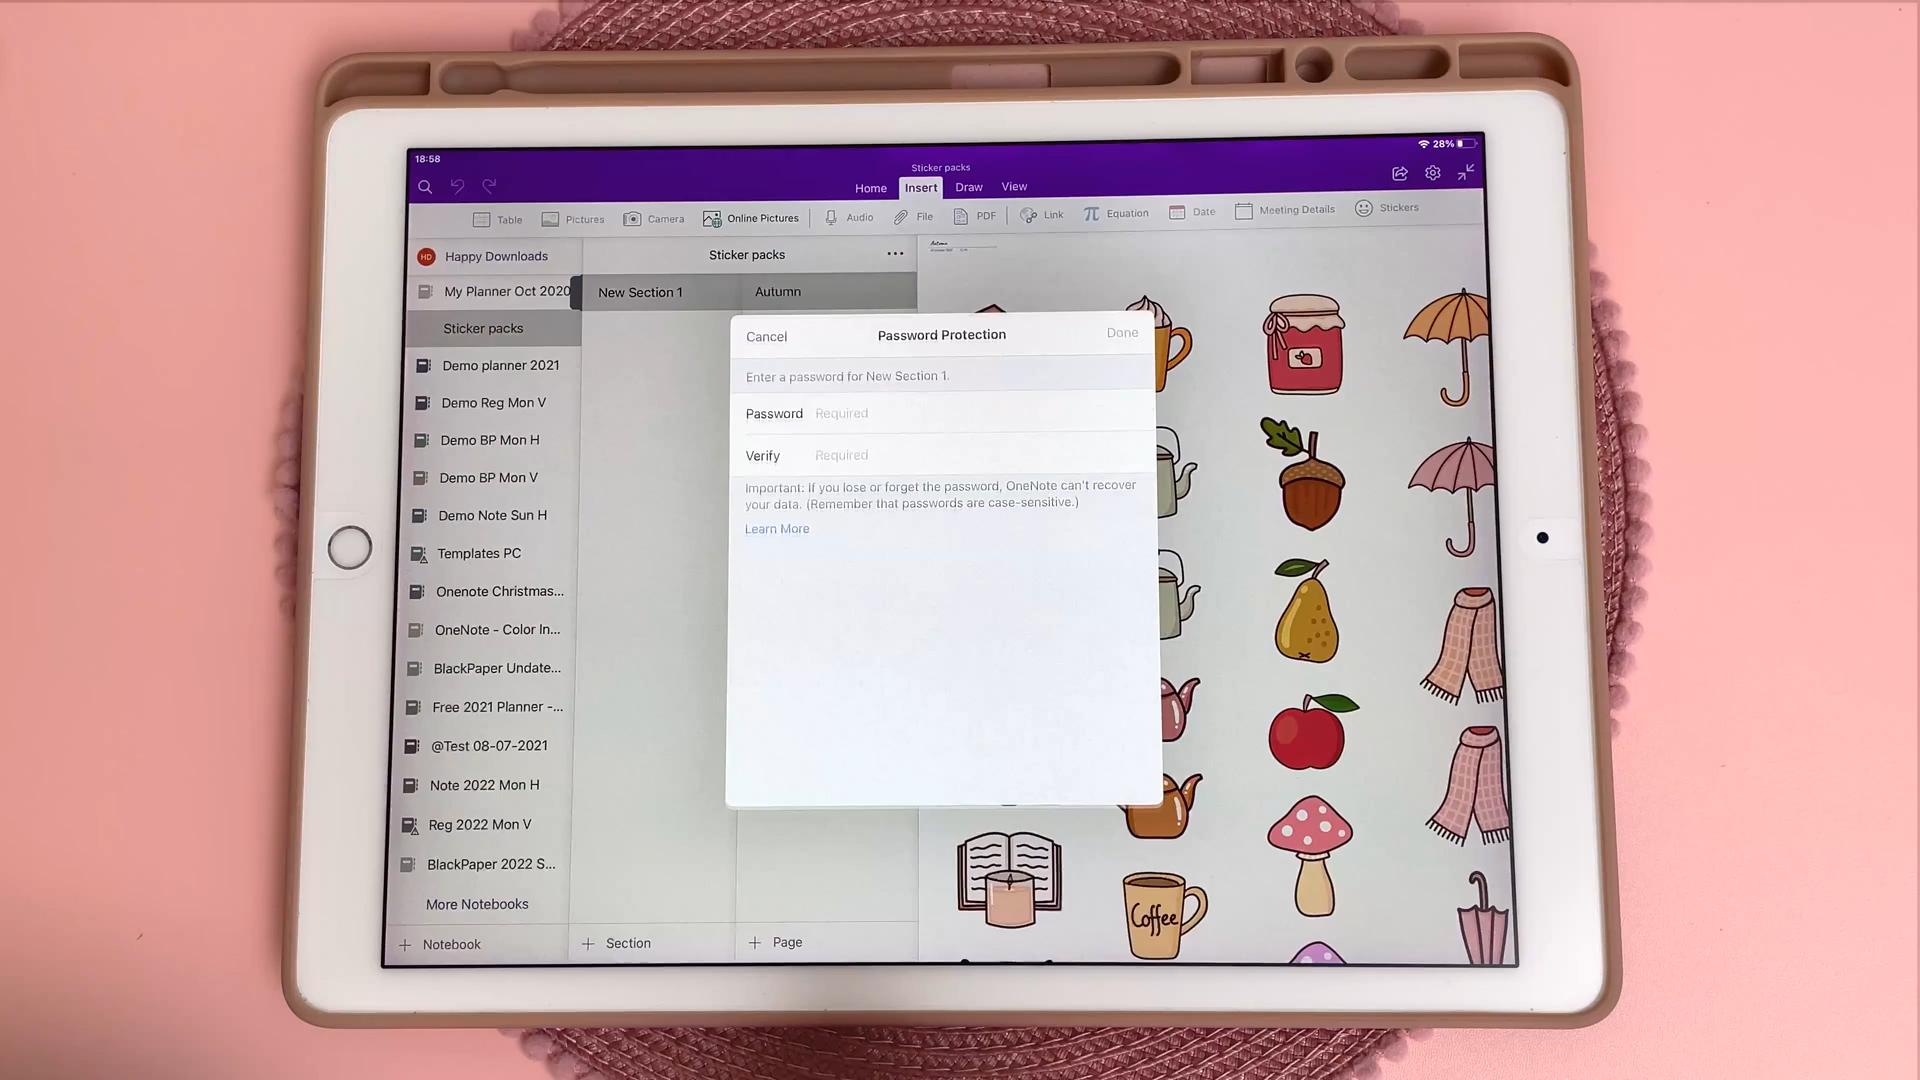 18:58
28%
Sticker packs
Home Insert Draw View
Table Pictures Camera Online Pictures Audio File PDF Link Equation Date Meeting Details Stickers
HD Happy Downloads
Sticker packs
Autumn
My Planner Oct 2020
New Section 1
Autumn
Sticker packs
Demo planner 2021
Demo Reg Mon V
Demo BP Mon H
Demo BP Mon V
Demo Note Sun H
Templates PC
Onenote Christmas...
OneNote - Color In...
BlackPaper Undate...
Free 2021 Planner -...
@Test 08-07-2021
Note 2022 Mon H
Reg 2022 Mon V
BlackPaper 2022 S...
More Notebooks
+ Notebook
+ Section
+ Page
Cancel Password Protection Done
Enter a password for New Section 1.
Password Required
Verify Required
Important: if you lose or forget the password, OneNote can't recover
your data. (Remember that passwords are case-sensitive.)
Learn More
Coffee